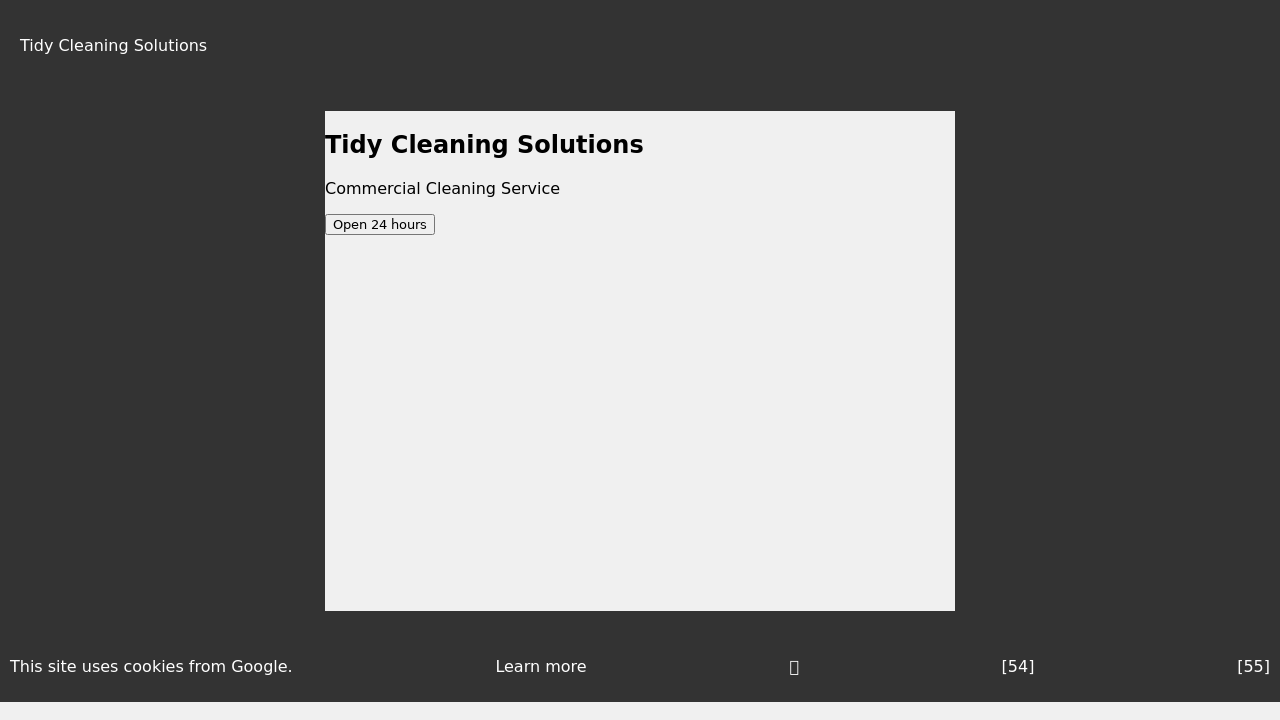 Tidy Cleaning Solutions
Tidy Cleaning Solutions
Commercial Cleaning Service
Open 24 hours
This site uses cookies from Google. Learn more [54] [55]